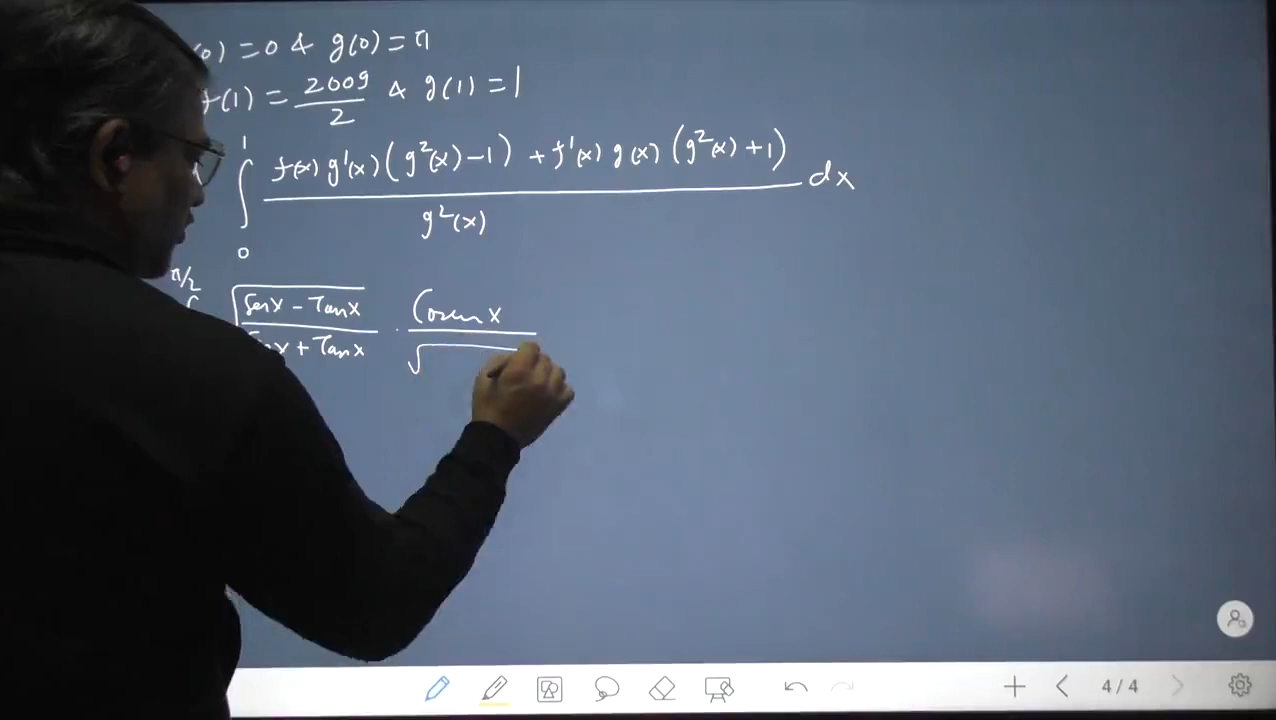 (0) = 0 & g(0) = π
f(1) = 2009/2 & g(1) = 1
∫₀¹ f(x) g'(x) (g²(x) - 1) + f'(x) g(x) (g²(x) + 1) / g²(x) dx
π/2 √ Secx - Tanx / Secx + Tanx · Cosecx / √
4/4